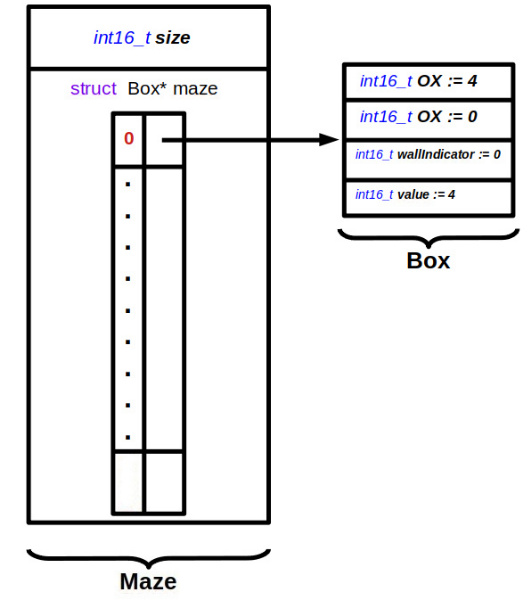 int16_t size
struct Box* maze
0
int16_t OX := 4
int16_t OX := 0
int16_t wallIndicator := 0
int16_t value := 4
Box
Maze